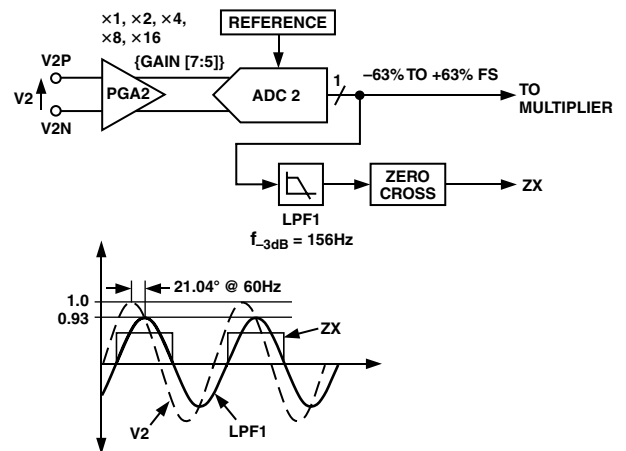 ×1, ×2, ×4,
×8, ×16
REFERENCE
V2P
{GAIN [7:5]}
V2
PGA2
ADC 2
1
–63% TO +63% FS
TO
MULTIPLIER
V2N
ZERO
CROSS
ZX
LPF1
f–3dB = 156Hz
21.04° @ 60Hz
1.0
0.93
ZX
V2
LPF1